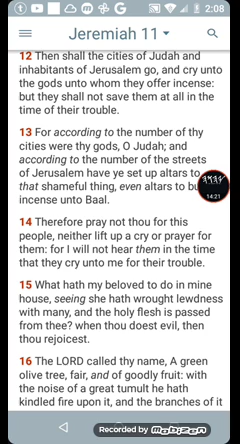 2:08
Jeremiah 11
12 Then shall the cities of Judah and
inhabitants of Jerusalem go, and cry unto
the gods unto whom they offer incense:
but they shall not save them at all in the
time of their trouble.
13 For according to the number of thy
cities were thy gods, O Judah; and
according to the number of the streets
of Jerusalem have ye set up altars to
that shameful thing, even altars to bu
incense unto Baal.
14:21
14 Therefore pray not thou for this
people, neither lift up a cry or prayer for
them: for I will not hear them in the time
that they cry unto me for their trouble.
15 What hath my beloved to do in mine
house, seeing she hath wrought lewdness
with many, and the holy flesh is passed
from thee? when thou doest evil, then
thou rejoicest.
16 The LORD called thy name, A green
olive tree, fair, and of goodly fruit: with
the noise of a great tumult he hath
kindled fire upon it, and the branches of it
Recorded by Mobizen